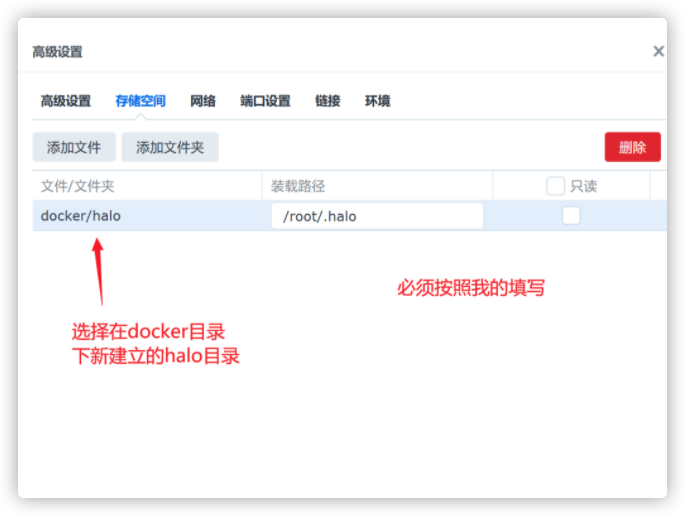 高级设置
高级设置 存储空间 网络 端口设置 链接 环境
添加文件 添加文件夹 删除
文件/文件夹 装载路径 只读
docker/halo /root/.halo
必须按照我的填写
选择在docker目录
下新建立的halo目录